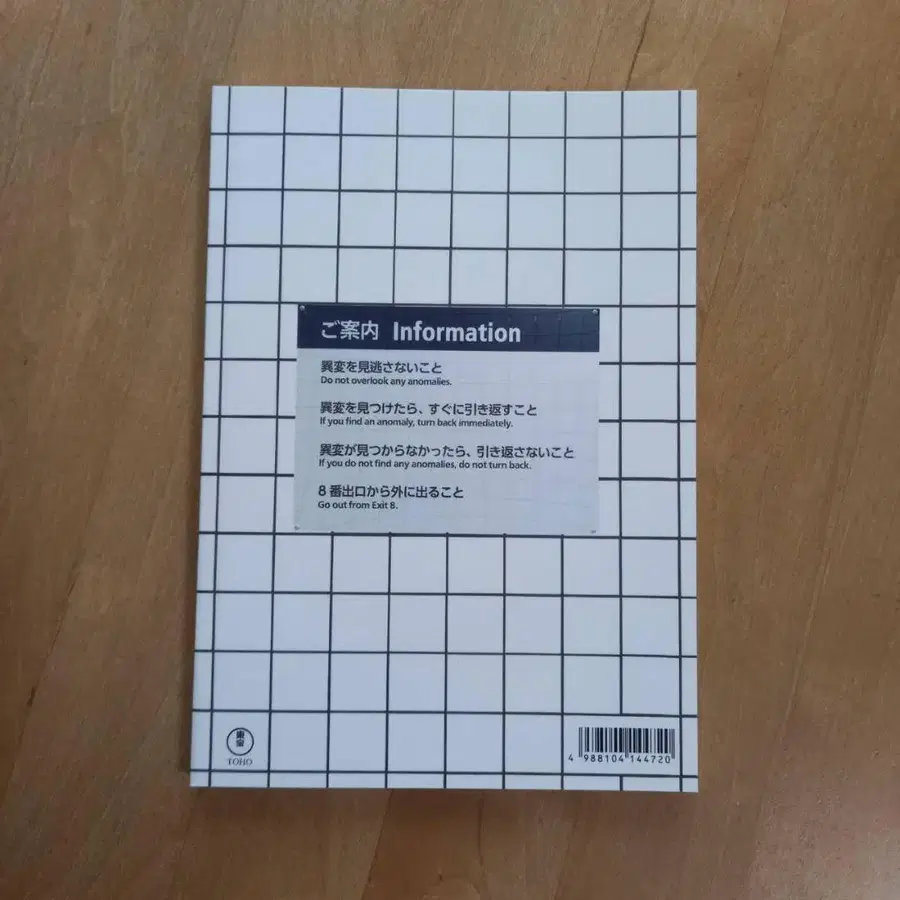 ご案内 Information
異変を見逃さないこと
Do not overlook any anomalies.
異変を見つけたら、すぐに引き返すこと
If you find an anomaly, turn back immediately.
異変が見つからなかったら、引き返さないこと
If you do not find any anomalies, do not turn back.
8番出口から外に出ること
Go out from Exit 8.
東宝
TOHO
4 988104 144720